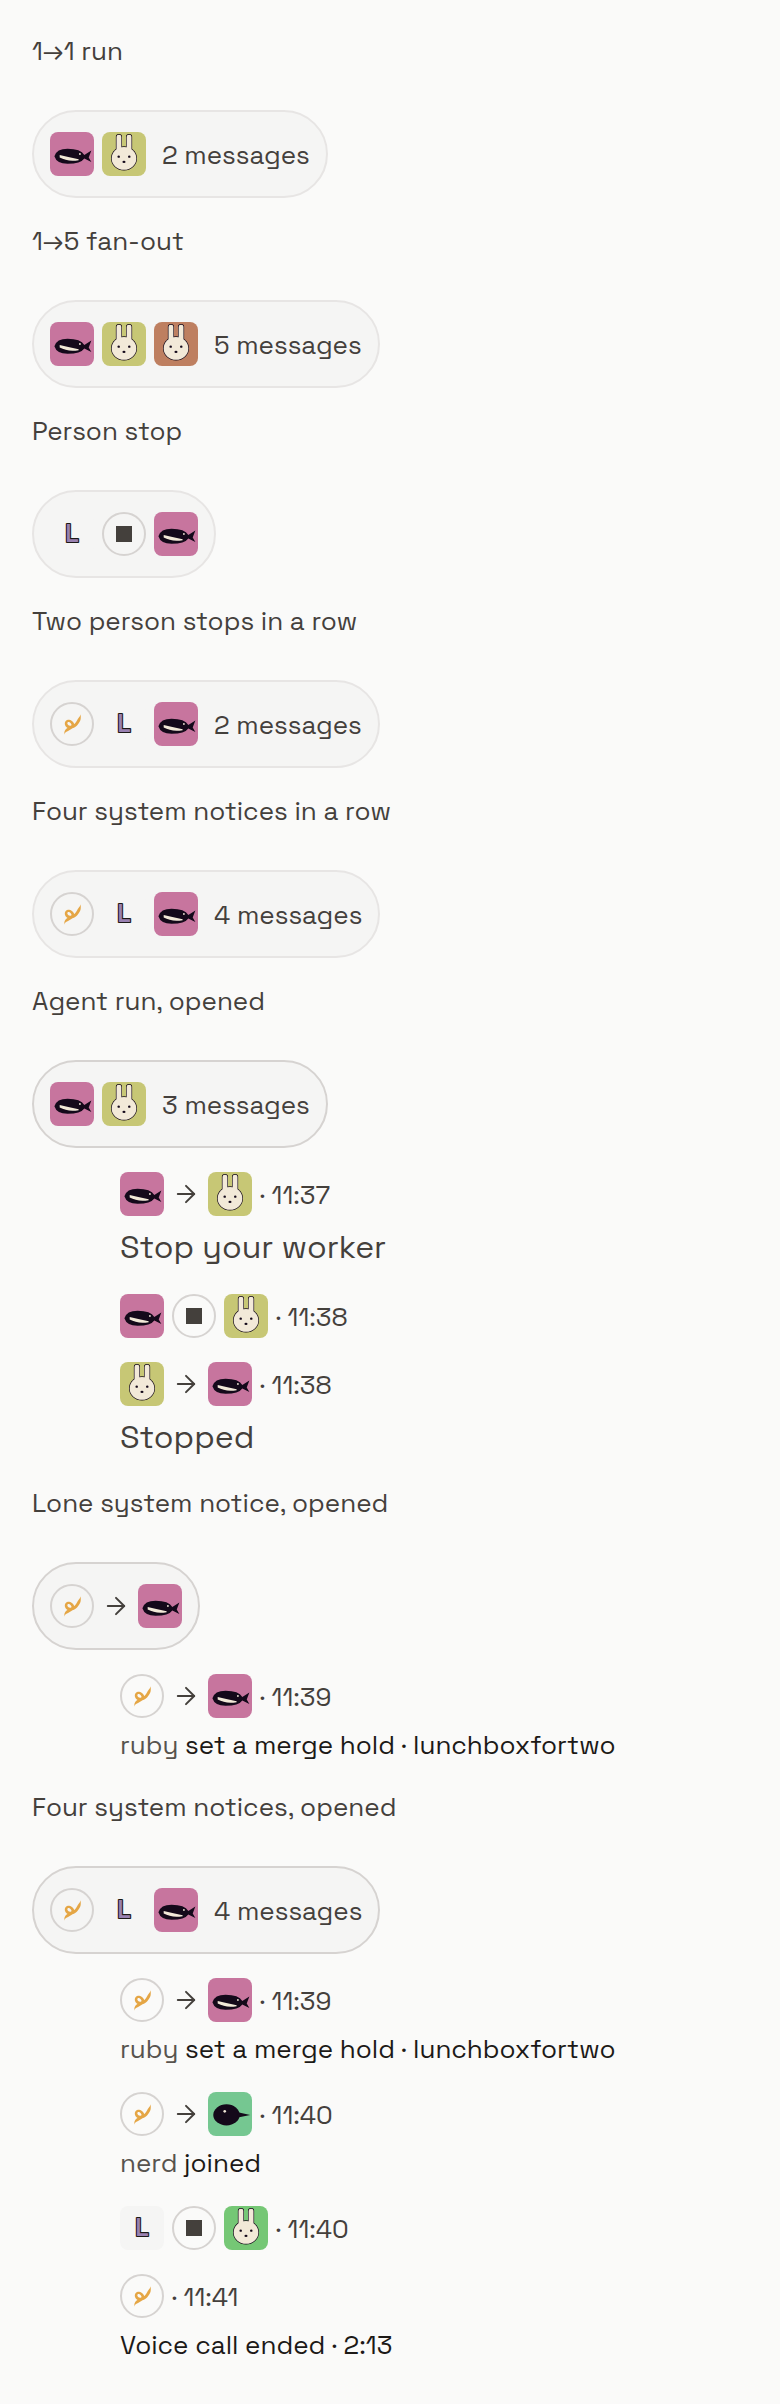 1→1 run
2 messages
1→5 fan-out
5 messages
Person stop
L
Two person stops in a row
L 2 messages
Four system notices in a row
L 4 messages
Agent run, opened
3 messages
→ · 11:37
Stop your worker
· 11:38
→ · 11:38
Stopped
Lone system notice, opened
→
→ · 11:39
ruby set a merge hold · lunchboxfortwo
Four system notices, opened
L 4 messages
→ · 11:39
ruby set a merge hold · lunchboxfortwo
→ · 11:40
nerd joined
L · 11:40
· 11:41
Voice call ended · 2:13